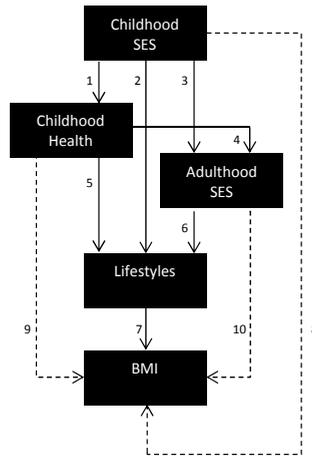 Childhood
SES
1
2
3
Childhood
Health
4
Adulthood
SES
5
6
Lifestyles
7
9
10
BMI